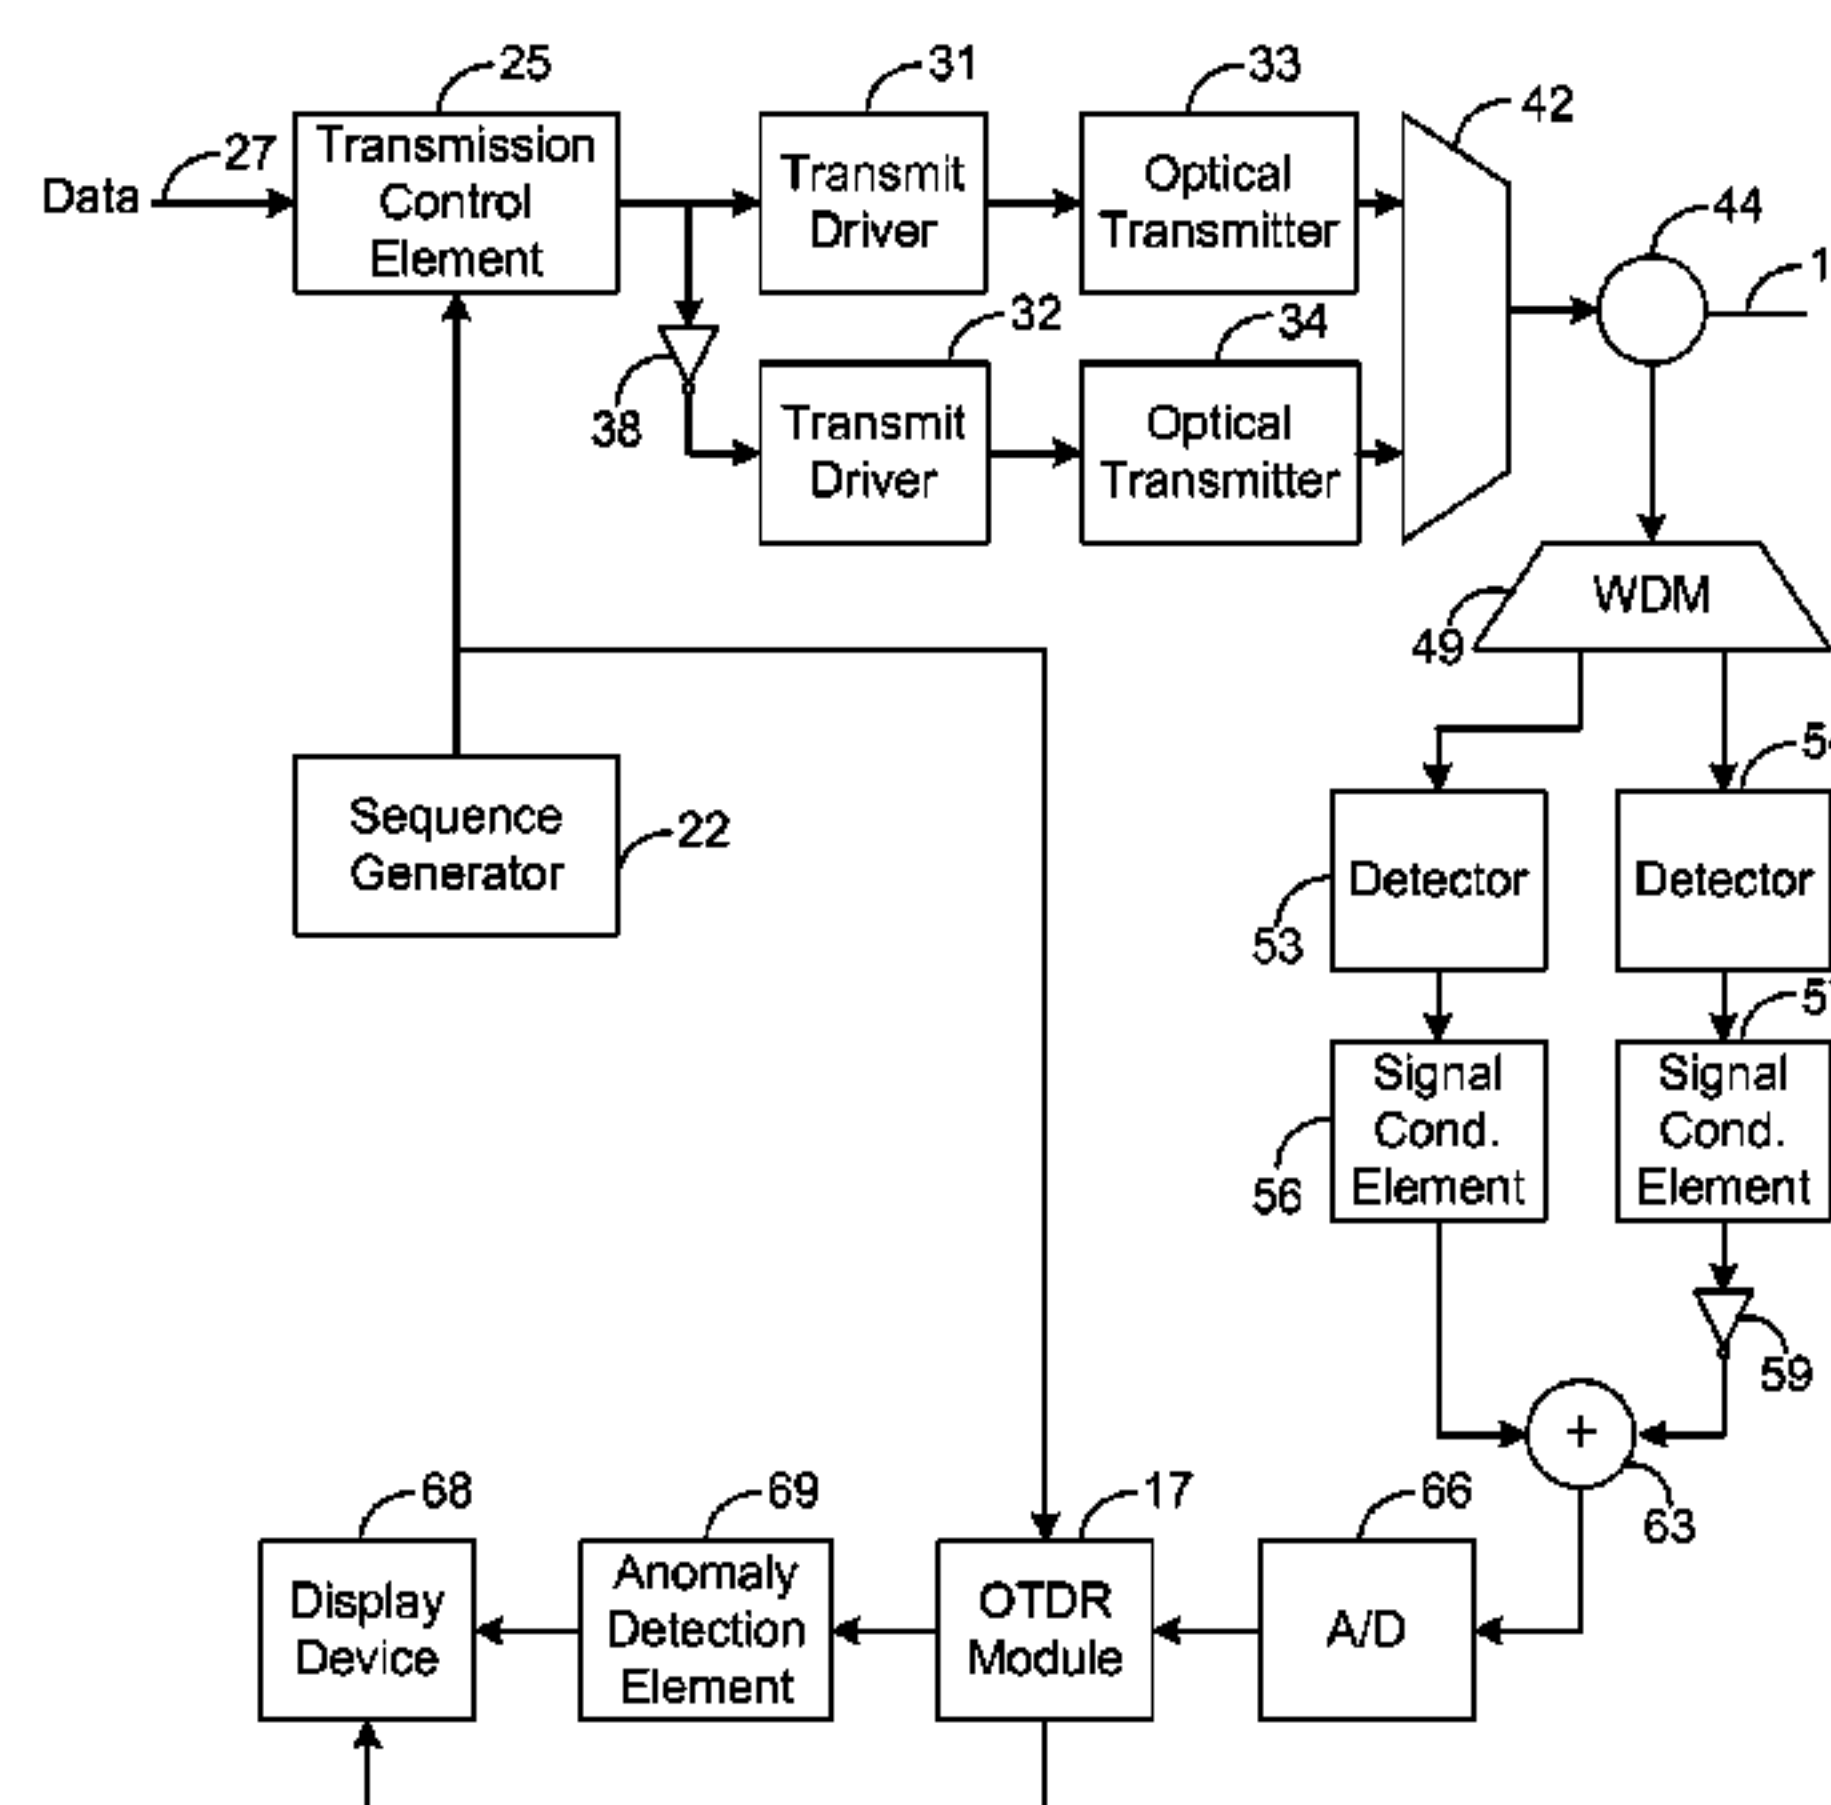 25
31
33
42
27
Data
Transmission
Control
Element
Transmit
Driver
Optical
Transmitter
44
1
32
34
38
Transmit
Driver
Optical
Transmitter
WDM
49
Sequence
Generator
22
Detector
53
Detector
Signal
Cond.
Element
56
Signal
Cond.
Element
59
+
63
68
69
17
66
Display
Device
Anomaly
Detection
Element
OTDR
Module
A/D